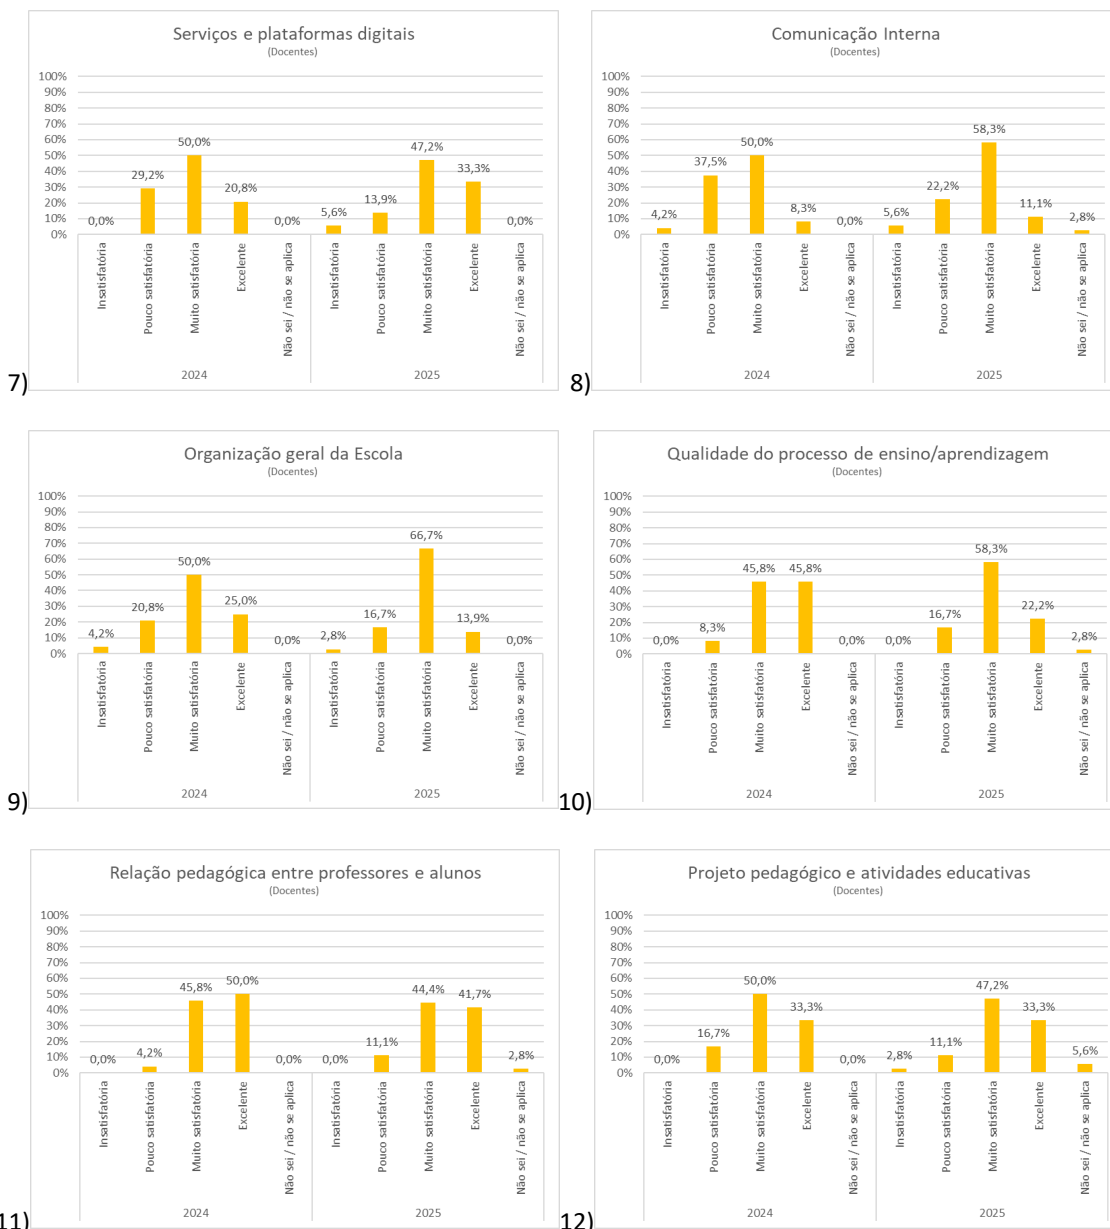 Serviços e plataformas digitais
(Docentes)
100%
90%
80%
70%
60%
50%
40%
30%
20%
10%
0%
0,0%
29,2%
50,0%
20,8%
0,0%
5,6%
13,9%
47,2%
33,3%
0,0%
Insatisfatória
Pouco satisfatória
Muito satisfatória
Excelente
Não sei / não se aplica
Insatisfatória
Pouco satisfatória
Muito satisfatória
Excelente
Não sei / não se aplica
2024
2025
7)
Comunicação Interna
(Docentes)
100%
90%
80%
70%
60%
50%
40%
30%
20%
10%
0%
4,2%
37,5%
50,0%
8,3%
0,0%
5,6%
22,2%
58,3%
11,1%
2,8%
Insatisfatória
Pouco satisfatória
Muito satisfatória
Excelente
Não sei / não se aplica
Insatisfatória
Pouco satisfatória
Muito satisfatória
Excelente
Não sei / não se aplica
2024
2025
8)
Organização geral da Escola
(Docentes)
100%
90%
80%
70%
60%
50%
40%
30%
20%
10%
0%
4,2%
20,8%
50,0%
25,0%
0,0%
2,8%
16,7%
66,7%
13,9%
0,0%
Insatisfatória
Pouco satisfatória
Muito satisfatória
Excelente
Não sei / não se aplica
Insatisfatória
Pouco satisfatória
Muito satisfatória
Excelente
Não sei / não se aplica
2024
2025
9)
Qualidade do processo de ensino/aprendizagem
(Docentes)
100%
90%
80%
70%
60%
50%
40%
30%
20%
10%
0%
0,0%
8,3%
45,8%
45,8%
0,0%
0,0%
16,7%
58,3%
22,2%
2,8%
Insatisfatória
Pouco satisfatória
Muito satisfatória
Excelente
Não sei / não se aplica
Insatisfatória
Pouco satisfatória
Muito satisfatória
Excelente
Não sei / não se aplica
2024
2025
10)
Relação pedagógica entre professores e alunos
(Docentes)
100%
90%
80%
70%
60%
50%
40%
30%
20%
10%
0%
0,0%
4,2%
45,8%
50,0%
0,0%
0,0%
11,1%
44,4%
41,7%
2,8%
Insatisfatória
Pouco satisfatória
Muito satisfatória
Excelente
Não sei / não se aplica
Insatisfatória
Pouco satisfatória
Muito satisfatória
Excelente
Não sei / não se aplica
2024
2025
11)
Projeto pedagógico e atividades educativas
(Docentes)
100%
90%
80%
70%
60%
50%
40%
30%
20%
10%
0%
0,0%
16,7%
50,0%
33,3%
0,0%
2,8%
11,1%
47,2%
33,3%
5,6%
Insatisfatória
Pouco satisfatória
Muito satisfatória
Excelente
Não sei / não se aplica
Insatisfatória
Pouco satisfatória
Muito satisfatória
Excelente
Não sei / não se aplica
2024
2025
12)